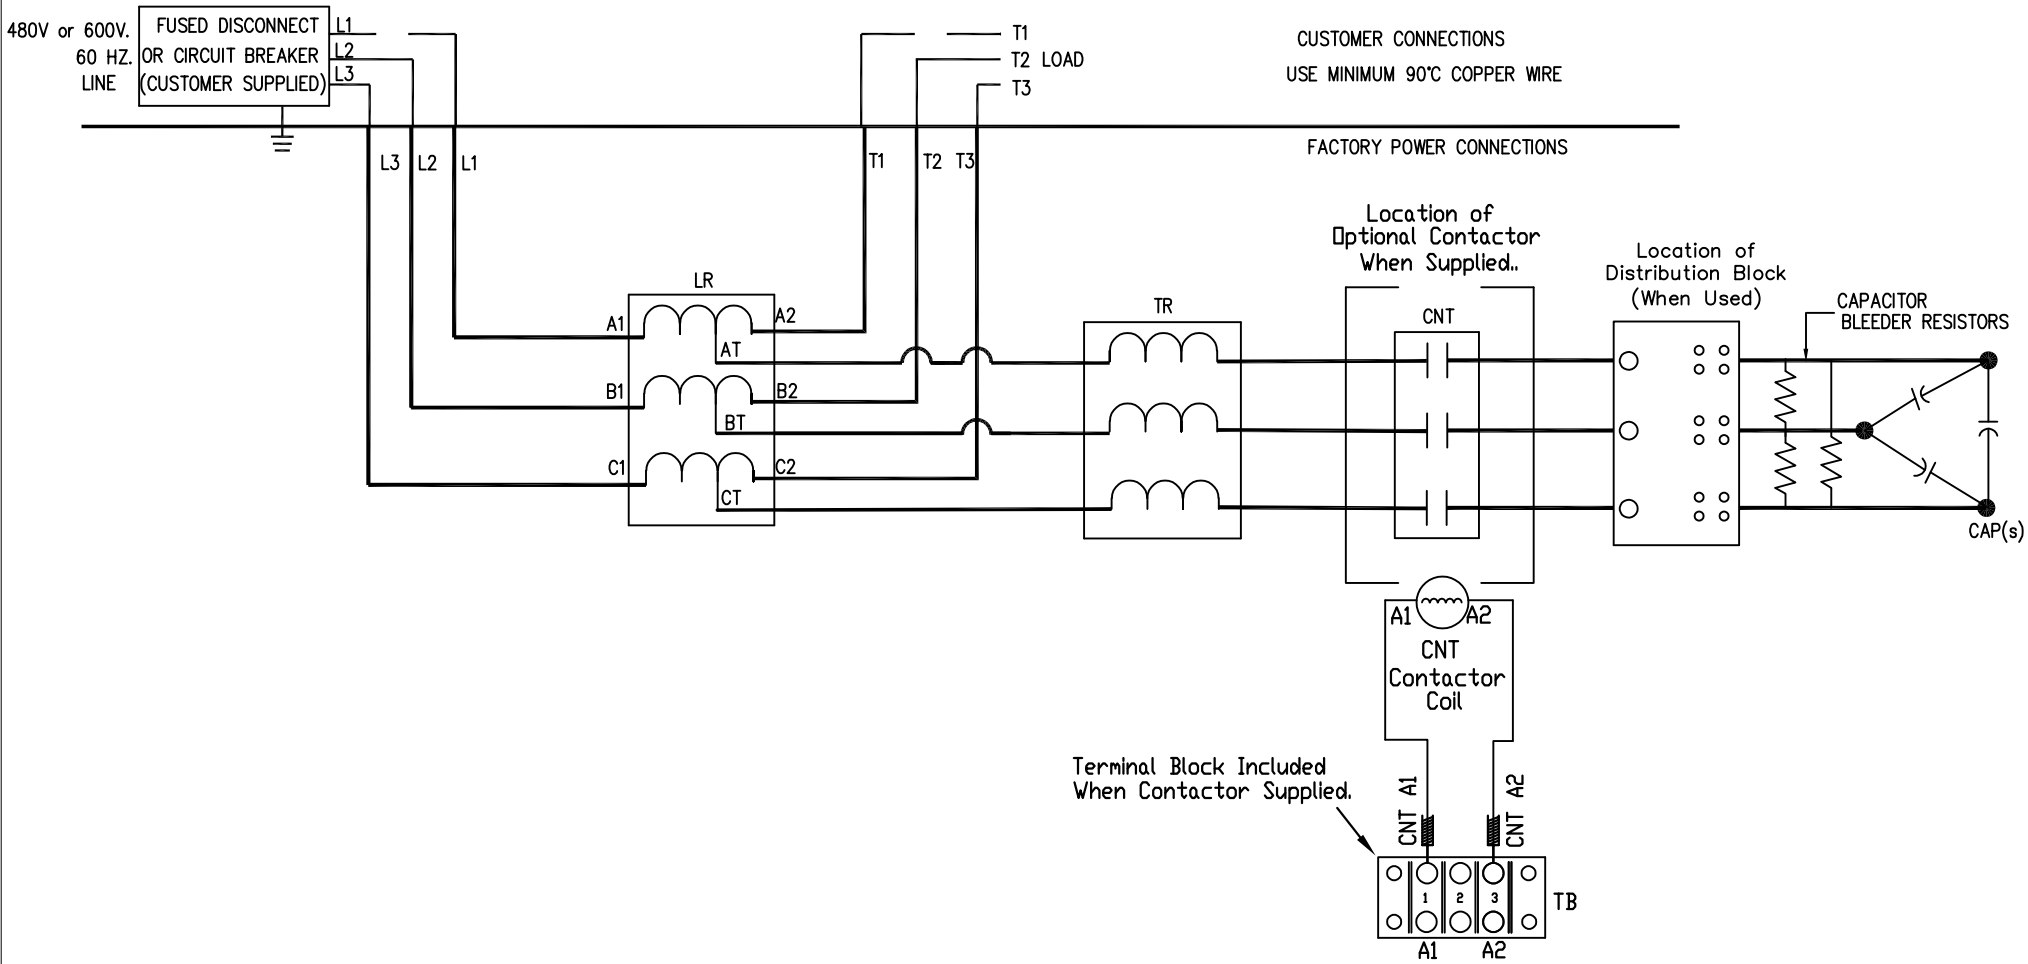 480V or 600V.
60 HZ.
LINE
FUSED DISCONNECT
OR CIRCUIT BREAKER
(CUSTOMER SUPPLIED)
L1
L2
L3
T1
T2 LOAD
T3
CUSTOMER CONNECTIONS
USE MINIMUM 90°C COPPER WIRE
FACTORY POWER CONNECTIONS
L3
L2
L1
T1
T2
T3
Location of
Optional Contactor
When Supplied..
Location of
Distribution Block
(When Used)
LR
TR
CNT
CAPACITOR
BLEEDER RESISTORS
A1
A2
AT
B1
B2
BT
C1
C2
CT
CAP(s)
A1
A2
CNT
Contactor
Coil
Terminal Block Included
When Contactor Supplied.
CNT A1
CNT A2
1
2
3
TB
A1
A2